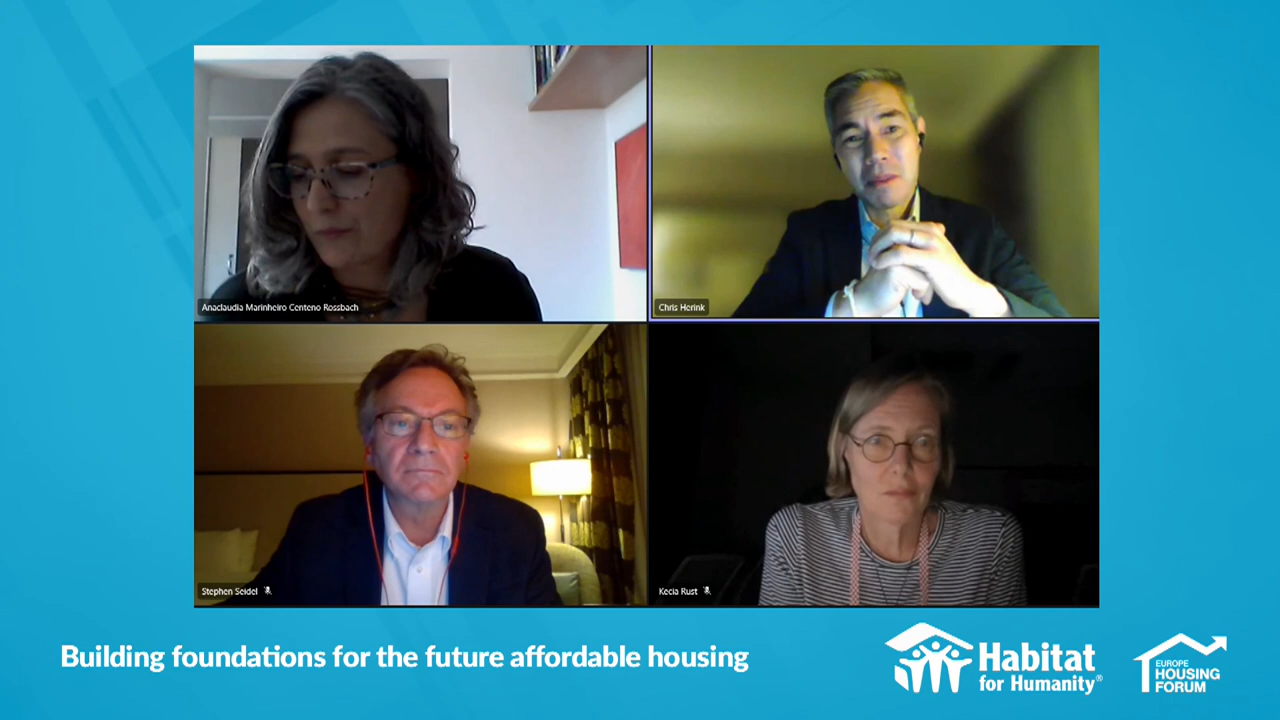 Anaclaudia Marinheiro Centeno Rossbach
Chris Herink
Stephen Seidel
Kecia Rust
Building foundations for the future affordable housing
Habitat
for Humanity®
EUROPE
HOUSING
FORUM